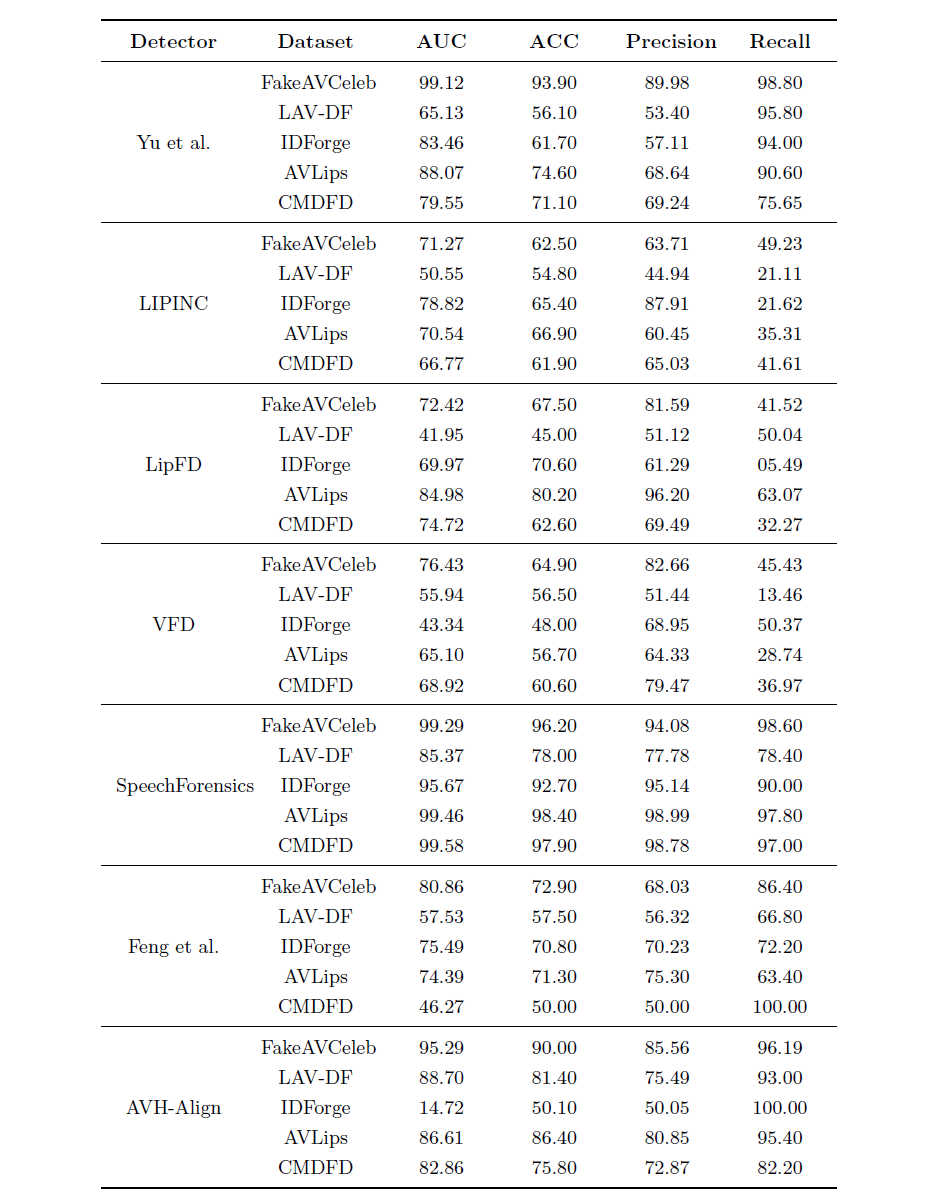 Detector Dataset AUC ACC Precision Recall
FakeAVCeleb 99.12 93.90 89.98 98.80
LAV-DF 65.13 56.10 53.40 95.80
Yu et al. IDForge 83.46 61.70 57.11 94.00
AVLips 88.07 74.60 68.64 90.60
CMDFD 79.55 71.10 69.24 75.65
FakeAVCeleb 71.27 62.50 63.71 49.23
LAV-DF 50.55 54.80 44.94 21.11
LIPINC IDForge 78.82 65.40 87.91 21.62
AVLips 70.54 66.90 60.45 35.31
CMDFD 66.77 61.90 65.03 41.61
FakeAVCeleb 72.42 67.50 81.59 41.52
LAV-DF 41.95 45.00 51.12 50.04
LipFD IDForge 69.97 70.60 61.29 05.49
AVLips 84.98 80.20 96.20 63.07
CMDFD 74.72 62.60 69.49 32.27
FakeAVCeleb 76.43 64.90 82.66 45.43
LAV-DF 55.94 56.50 51.44 13.46
VFD IDForge 43.34 48.00 68.95 50.37
AVLips 65.10 56.70 64.33 28.74
CMDFD 68.92 60.60 79.47 36.97
FakeAVCeleb 99.29 96.20 94.08 98.60
LAV-DF 85.37 78.00 77.78 78.40
SpeechForensics IDForge 95.67 92.70 95.14 90.00
AVLips 99.46 98.40 98.99 97.80
CMDFD 99.58 97.90 98.78 97.00
FakeAVCeleb 80.86 72.90 68.03 86.40
LAV-DF 57.53 57.50 56.32 66.80
Feng et al. IDForge 75.49 70.80 70.23 72.20
AVLips 74.39 71.30 75.30 63.40
CMDFD 46.27 50.00 50.00 100.00
FakeAVCeleb 95.29 90.00 85.56 96.19
LAV-DF 88.70 81.40 75.49 93.00
AVH-Align IDForge 14.72 50.10 50.05 100.00
AVLips 86.61 86.40 80.85 95.40
CMDFD 82.86 75.80 72.87 82.20